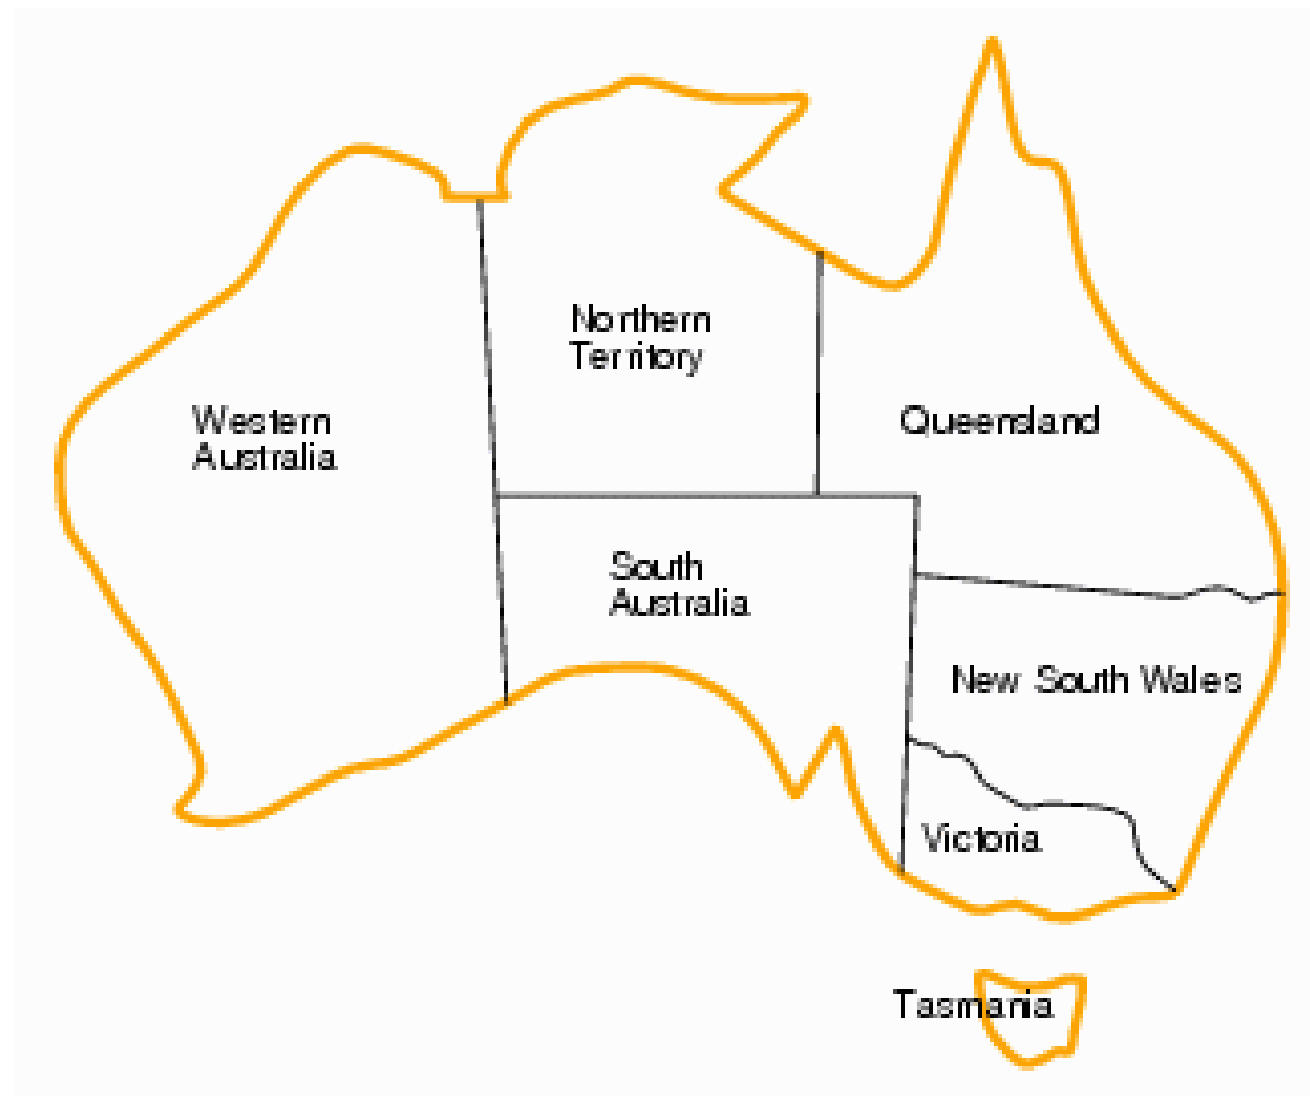 Northern
Territory
Western
Australia
Queensland
South
Australia
New South Wales
Victoria
Tasmania